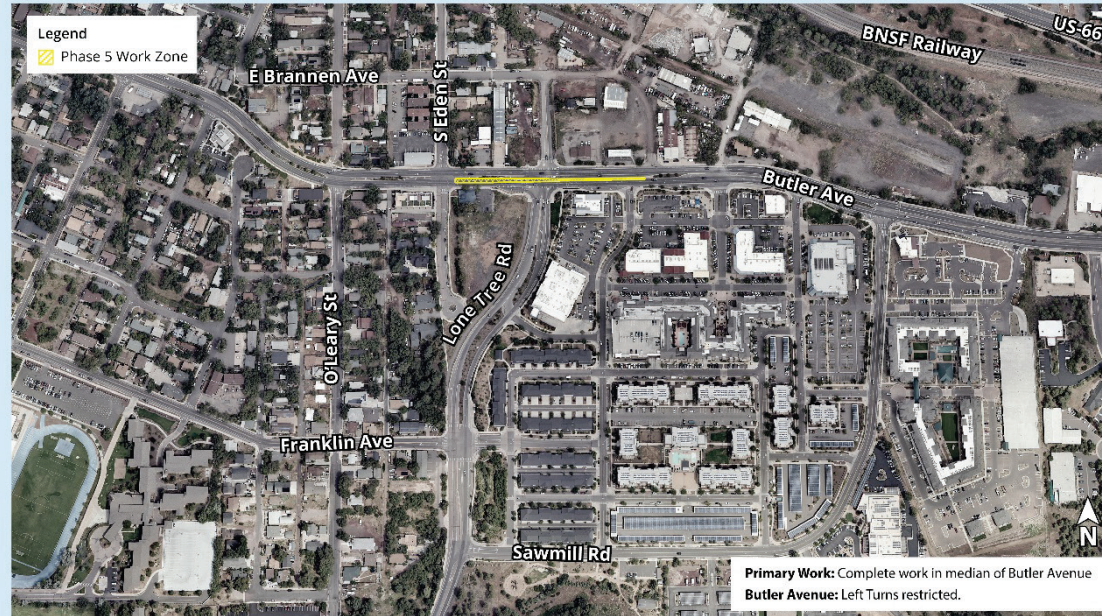 Legend
Phase 5 Work Zone
US-66
BNSF Railway
E Brannen Ave
S Eden St
Butler Ave
Lone Tree Rd
O'Leary St
Franklin Ave
Sawmill Rd
N
Primary Work: Complete work in median of Butler Avenue
Butler Avenue: Left Turns restricted.